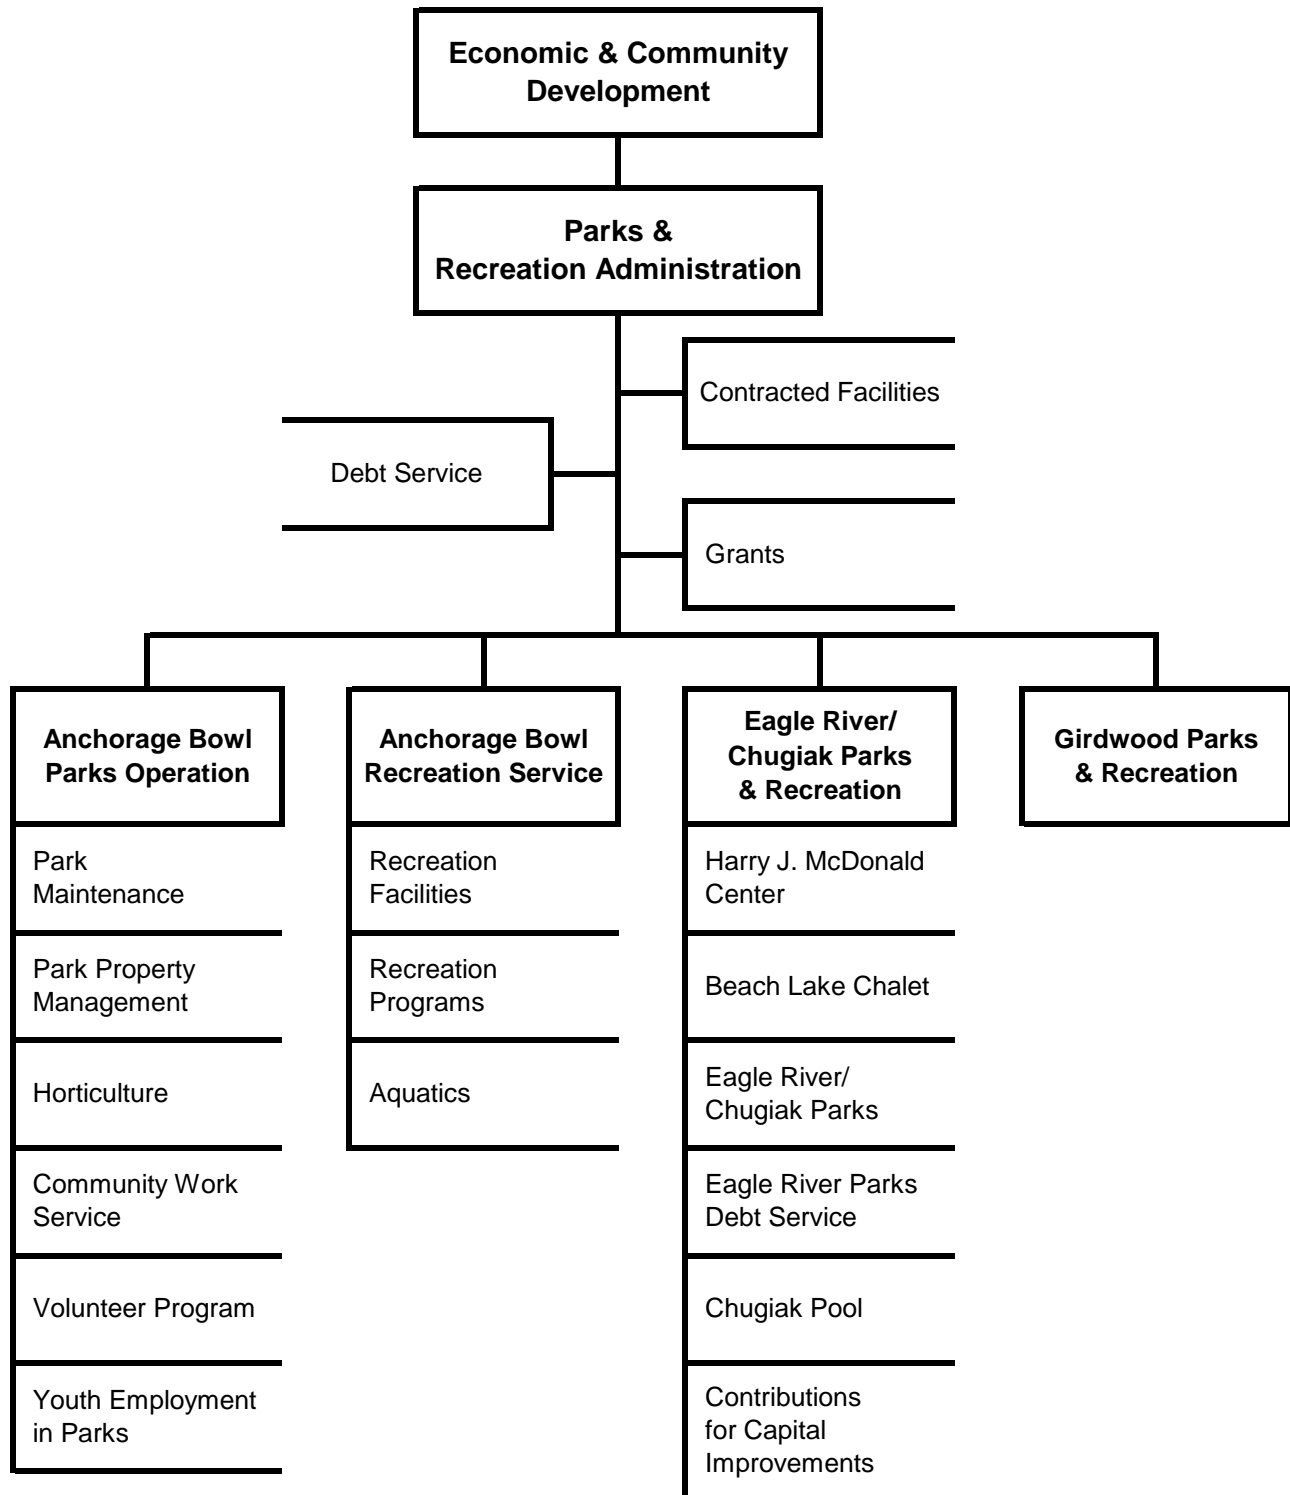 Economic & Community
Development
Parks &
Recreation Administration
Contracted Facilities
Debt Service
Grants
Anchorage Bowl
Parks Operation
Park
Maintenance
Park Property
Management
Horticulture
Community Work
Service
Volunteer Program
Youth Employment
in Parks
Anchorage Bowl
Recreation Service
Recreation
Facilities
Recreation
Programs
Aquatics
Eagle River/
Chugiak Parks
& Recreation
Harry J. McDonald
Center
Beach Lake Chalet
Eagle River/
Chugiak Parks
Eagle River Parks
Debt Service
Chugiak Pool
Contributions
for Capital
Improvements
Girdwood Parks
& Recreation